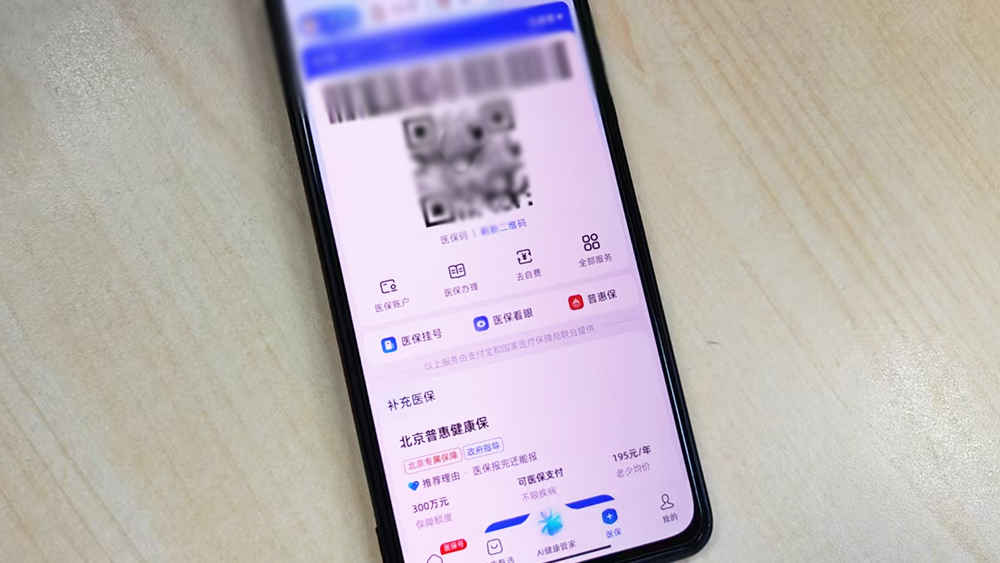 医保码 | 刷新二维码
医保账户 医保办理 去自费 全部服务
医保挂号 医保看眼 普惠保
以上服务由支付宝和国家医疗保障局联合提供
补充医保
北京普惠健康保
北京专属保障 政府指导
推荐理由 · 医保报完还能报
300万元 可医保支付 195元/年
保障额度 不限疾病 老少均价
医保号
AI健康管家 医保 我的